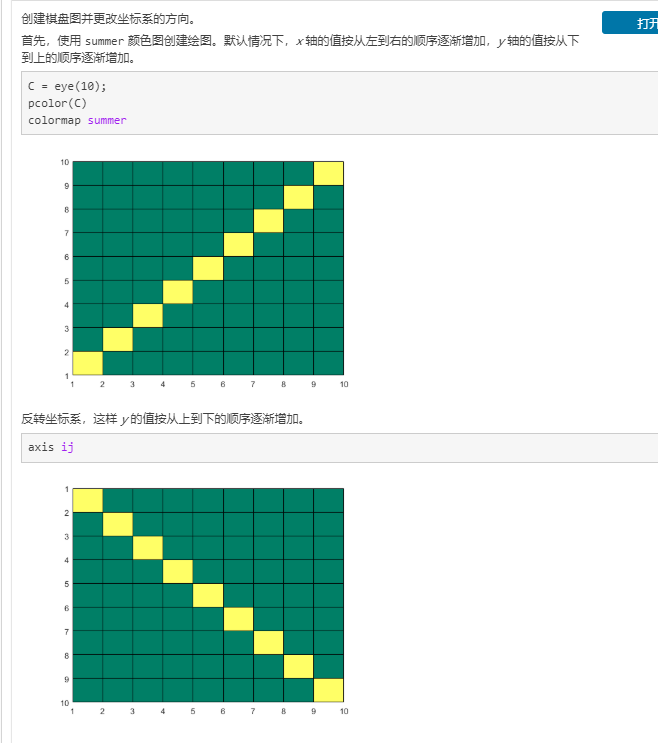 创建棋盘图并更改坐标系的方向。
打开
首先，使用 summer 颜色图创建绘图。默认情况下，x 轴的值按从左到右的顺序逐渐增加，y 轴的值按从下
到上的顺序逐渐增加。
C = eye(10);
pcolor(C)
colormap summer
10
9
8
7
6
5
4
3
2
1
1 2 3 4 5 6 7 8 9 10
反转坐标系，这样 y 的值按从上到下的顺序逐渐增加。
axis ij
1
2
3
4
5
6
7
8
9
10
1 2 3 4 5 6 7 8 9 10